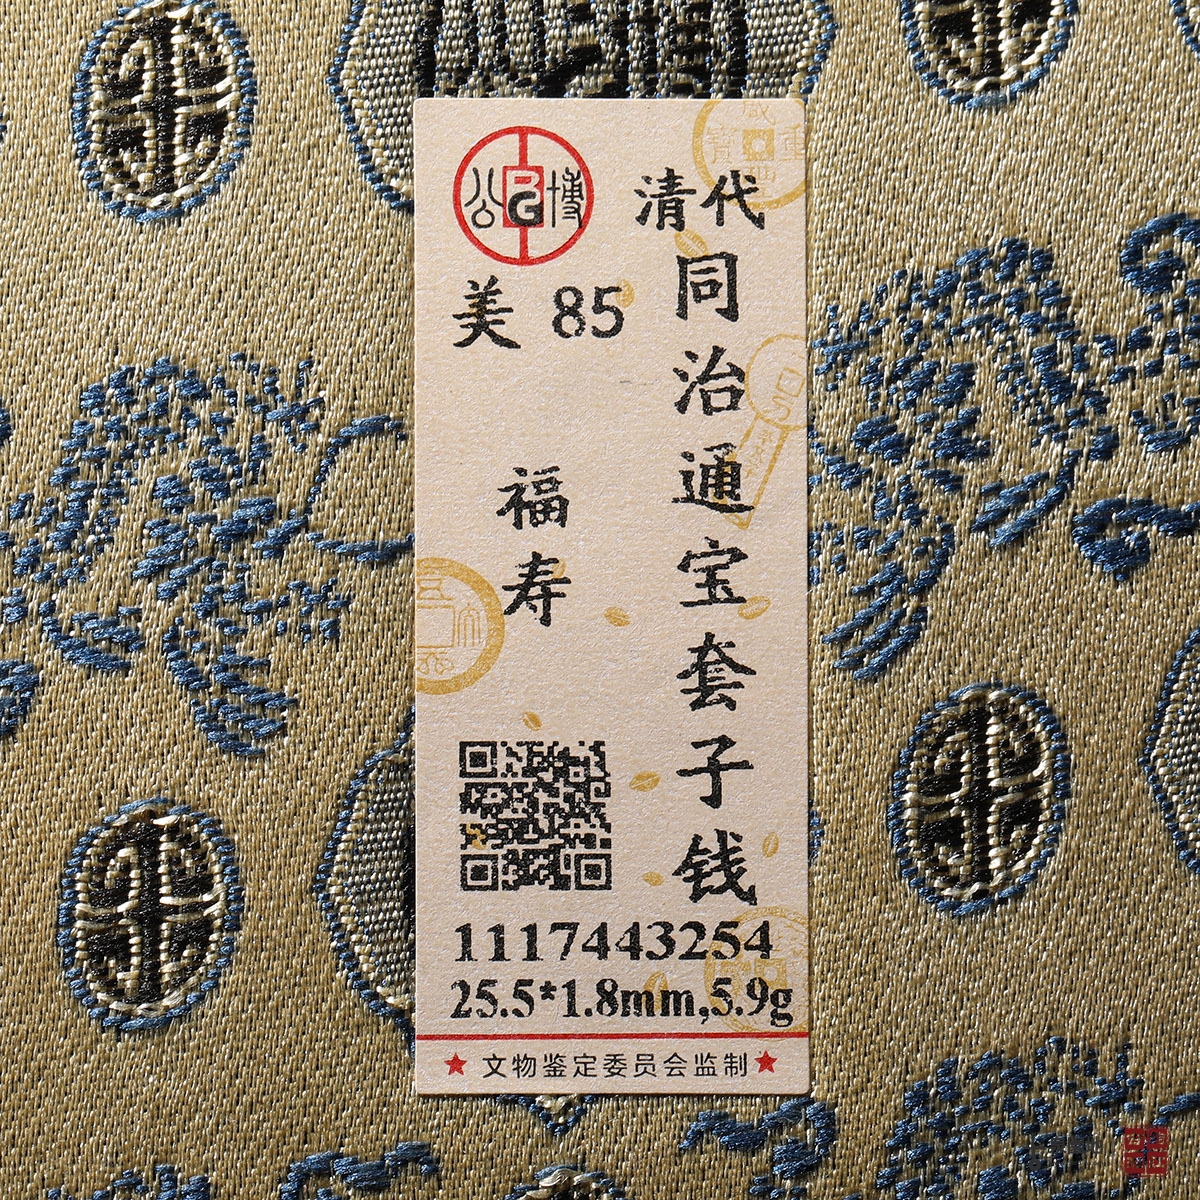 公 BG 博
清代
同治通宝套子钱
美 85
福寿
1117443254
25.5*1.8mm,5.9g
★ 文物鉴定委员会监制 ★